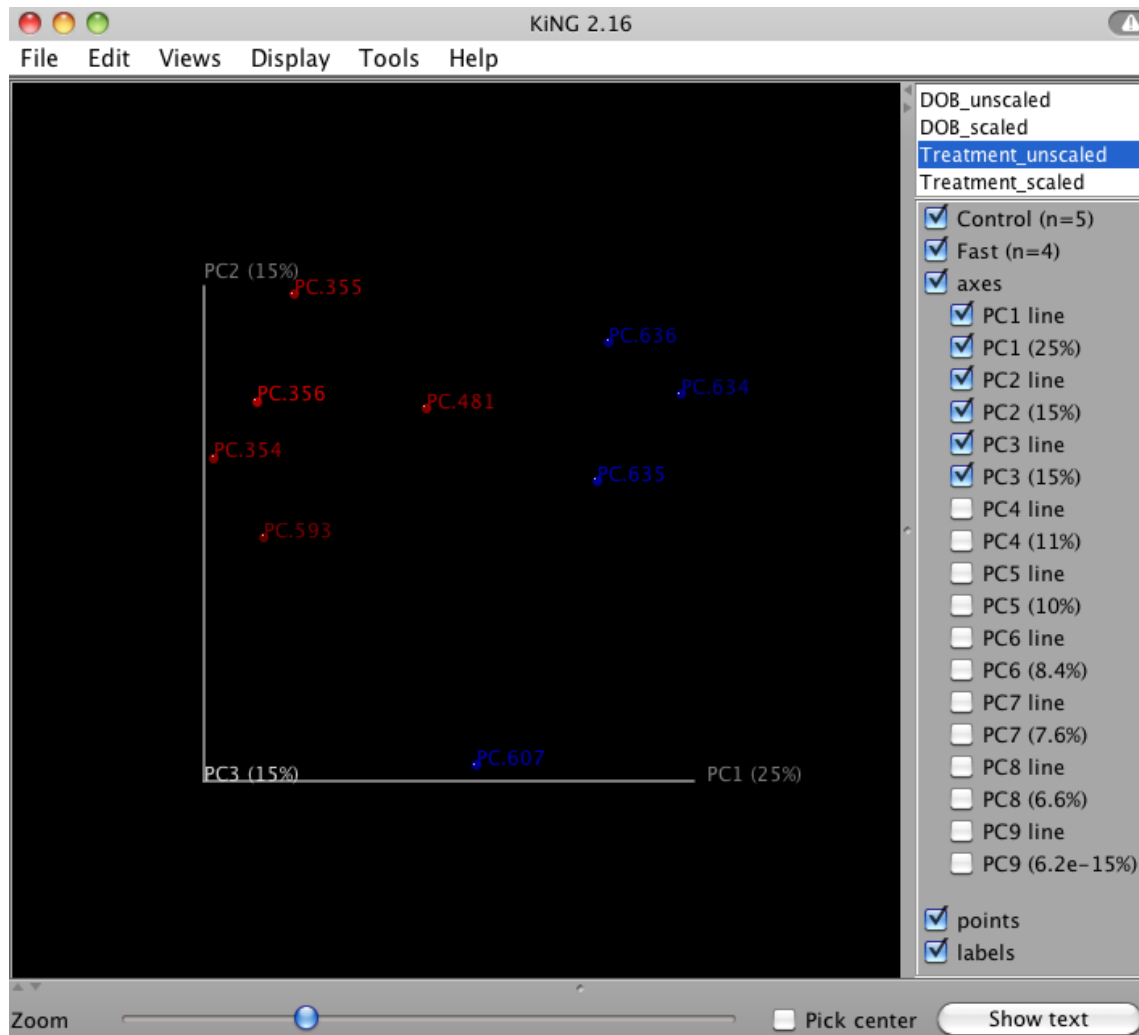 KiNG 2.16
File Edit Views Display Tools Help
DOB_unscaled
DOB_scaled
Treatment_unscaled
Treatment_scaled
Control (n=5)
Fast (n=4)
axes
PC1 line
PC1 (25%)
PC2 line
PC2 (15%)
PC3 line
PC3 (15%)
PC4 line
PC4 (11%)
PC5 line
PC5 (10%)
PC6 line
PC6 (8.4%)
PC7 line
PC7 (7.6%)
PC8 line
PC8 (6.6%)
PC9 line
PC9 (6.2e-15%)
points
labels
PC2 (15%)
PC.355
PC.636
PC.634
PC.356
PC.481
PC.354
PC.635
PC.593
PC.607
PC3 (15%)
PC1 (25%)
Zoom
Pick center
Show text